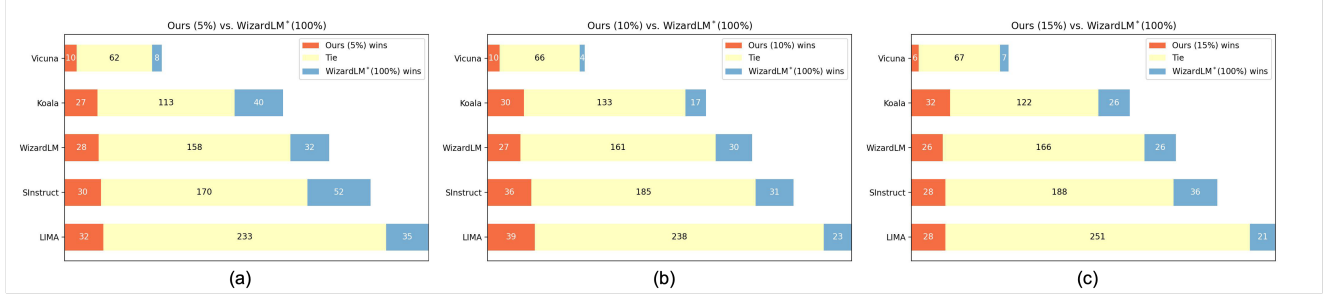 Ours (5%) vs. WizardLM*(100%)
Ours (5%) wins
Tie
WizardLM*(100%) wins
Vicuna 10 62 8
Koala 27 113 40
WizardLM 28 158 32
SInstruct 30 170 52
LIMA 32 233 35
(a)
Ours (10%) vs. WizardLM*(100%)
Ours (10%) wins
Tie
WizardLM*(100%) wins
Vicuna 10 66 4
Koala 30 133 17
WizardLM 27 161 30
SInstruct 36 185 31
LIMA 39 238 23
(b)
Ours (15%) vs. WizardLM*(100%)
Ours (15%) wins
Tie
WizardLM*(100%) wins
Vicuna 6 67 7
Koala 32 122 26
WizardLM 26 166 26
SInstruct 28 188 36
LIMA 28 251 21
(c)